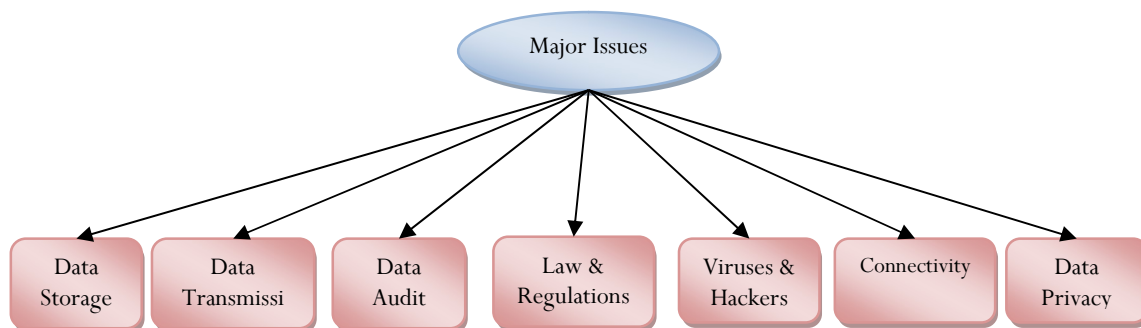 Major Issues
Data
Storage
Data
Transmissi
Data
Audit
Law &
Regulations
Viruses &
Hackers
Connectivity
Data
Privacy